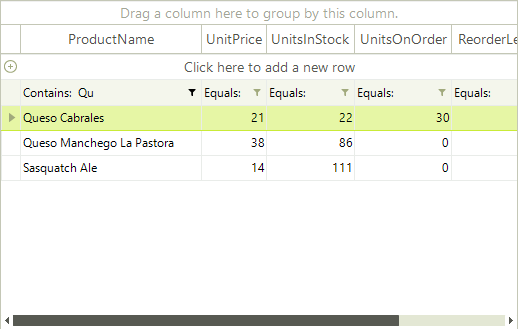 Drag a column here to group by this column.
ProductName UnitPrice UnitsInStock UnitsOnOrder ReorderLe
Click here to add a new row
Contains: Qu Equals: Equals: Equals: Equals:
Queso Cabrales 21 22 30
Queso Manchego La Pastora 38 86 0
Sasquatch Ale 14 111 0